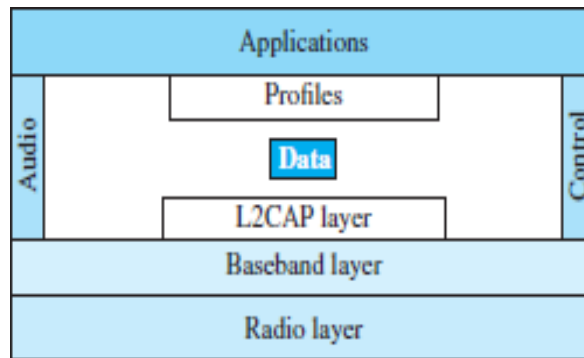 Applications
Profiles
Audio
Data
Control
L2CAP layer
Baseband layer
Radio layer